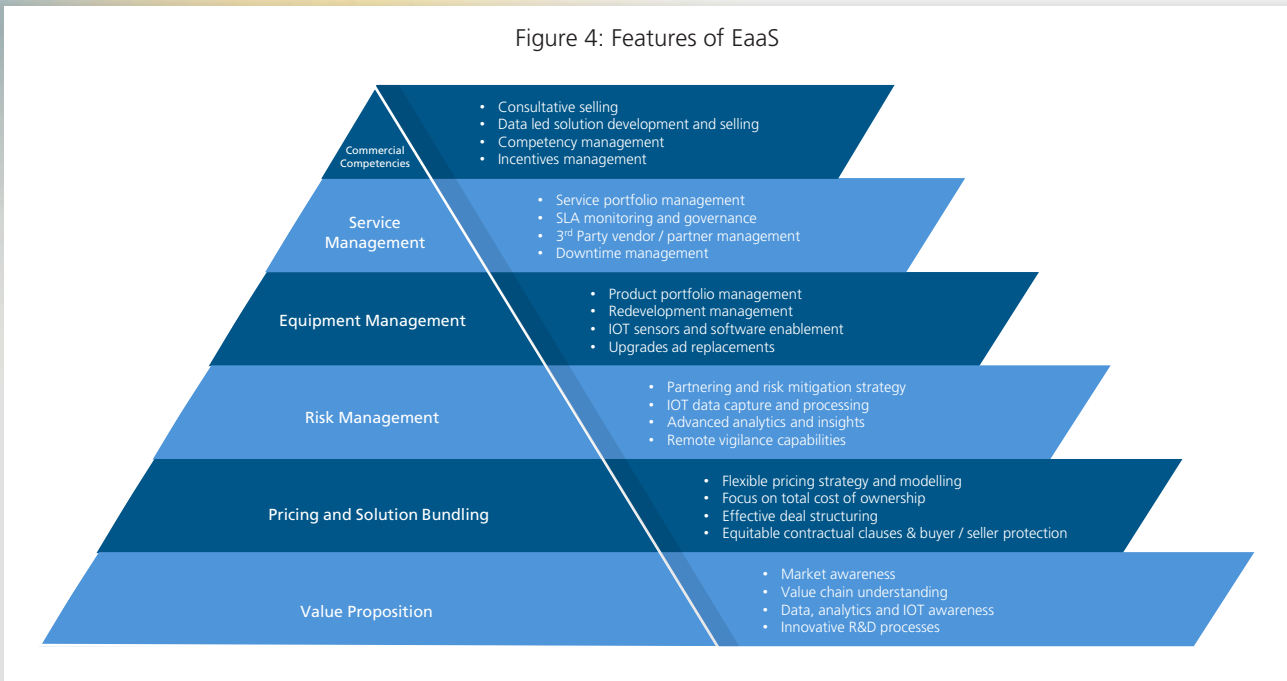 Figure 4: Features of EaaS
Commercial
Competencies
• Consultative selling
• Data led solution development and selling
• Competency management
• Incentives management
Service
Management
• Service portfolio management
• SLA monitoring and governance
• 3rd Party vendor / partner management
• Downtime management
Equipment Management
• Product portfolio management
• Redevelopment management
• IOT sensors and software enablement
• Upgrades ad replacements
Risk Management
• Partnering and risk mitigation strategy
• IOT data capture and processing
• Advanced analytics and insights
• Remote vigilance capabilities
Pricing and Solution Bundling
• Flexible pricing strategy and modelling
• Focus on total cost of ownership
• Effective deal structuring
• Equitable contractual clauses & buyer / seller protection
Value Proposition
• Market awareness
• Value chain understanding
• Data, analytics and IOT awareness
• Innovative R&D processes